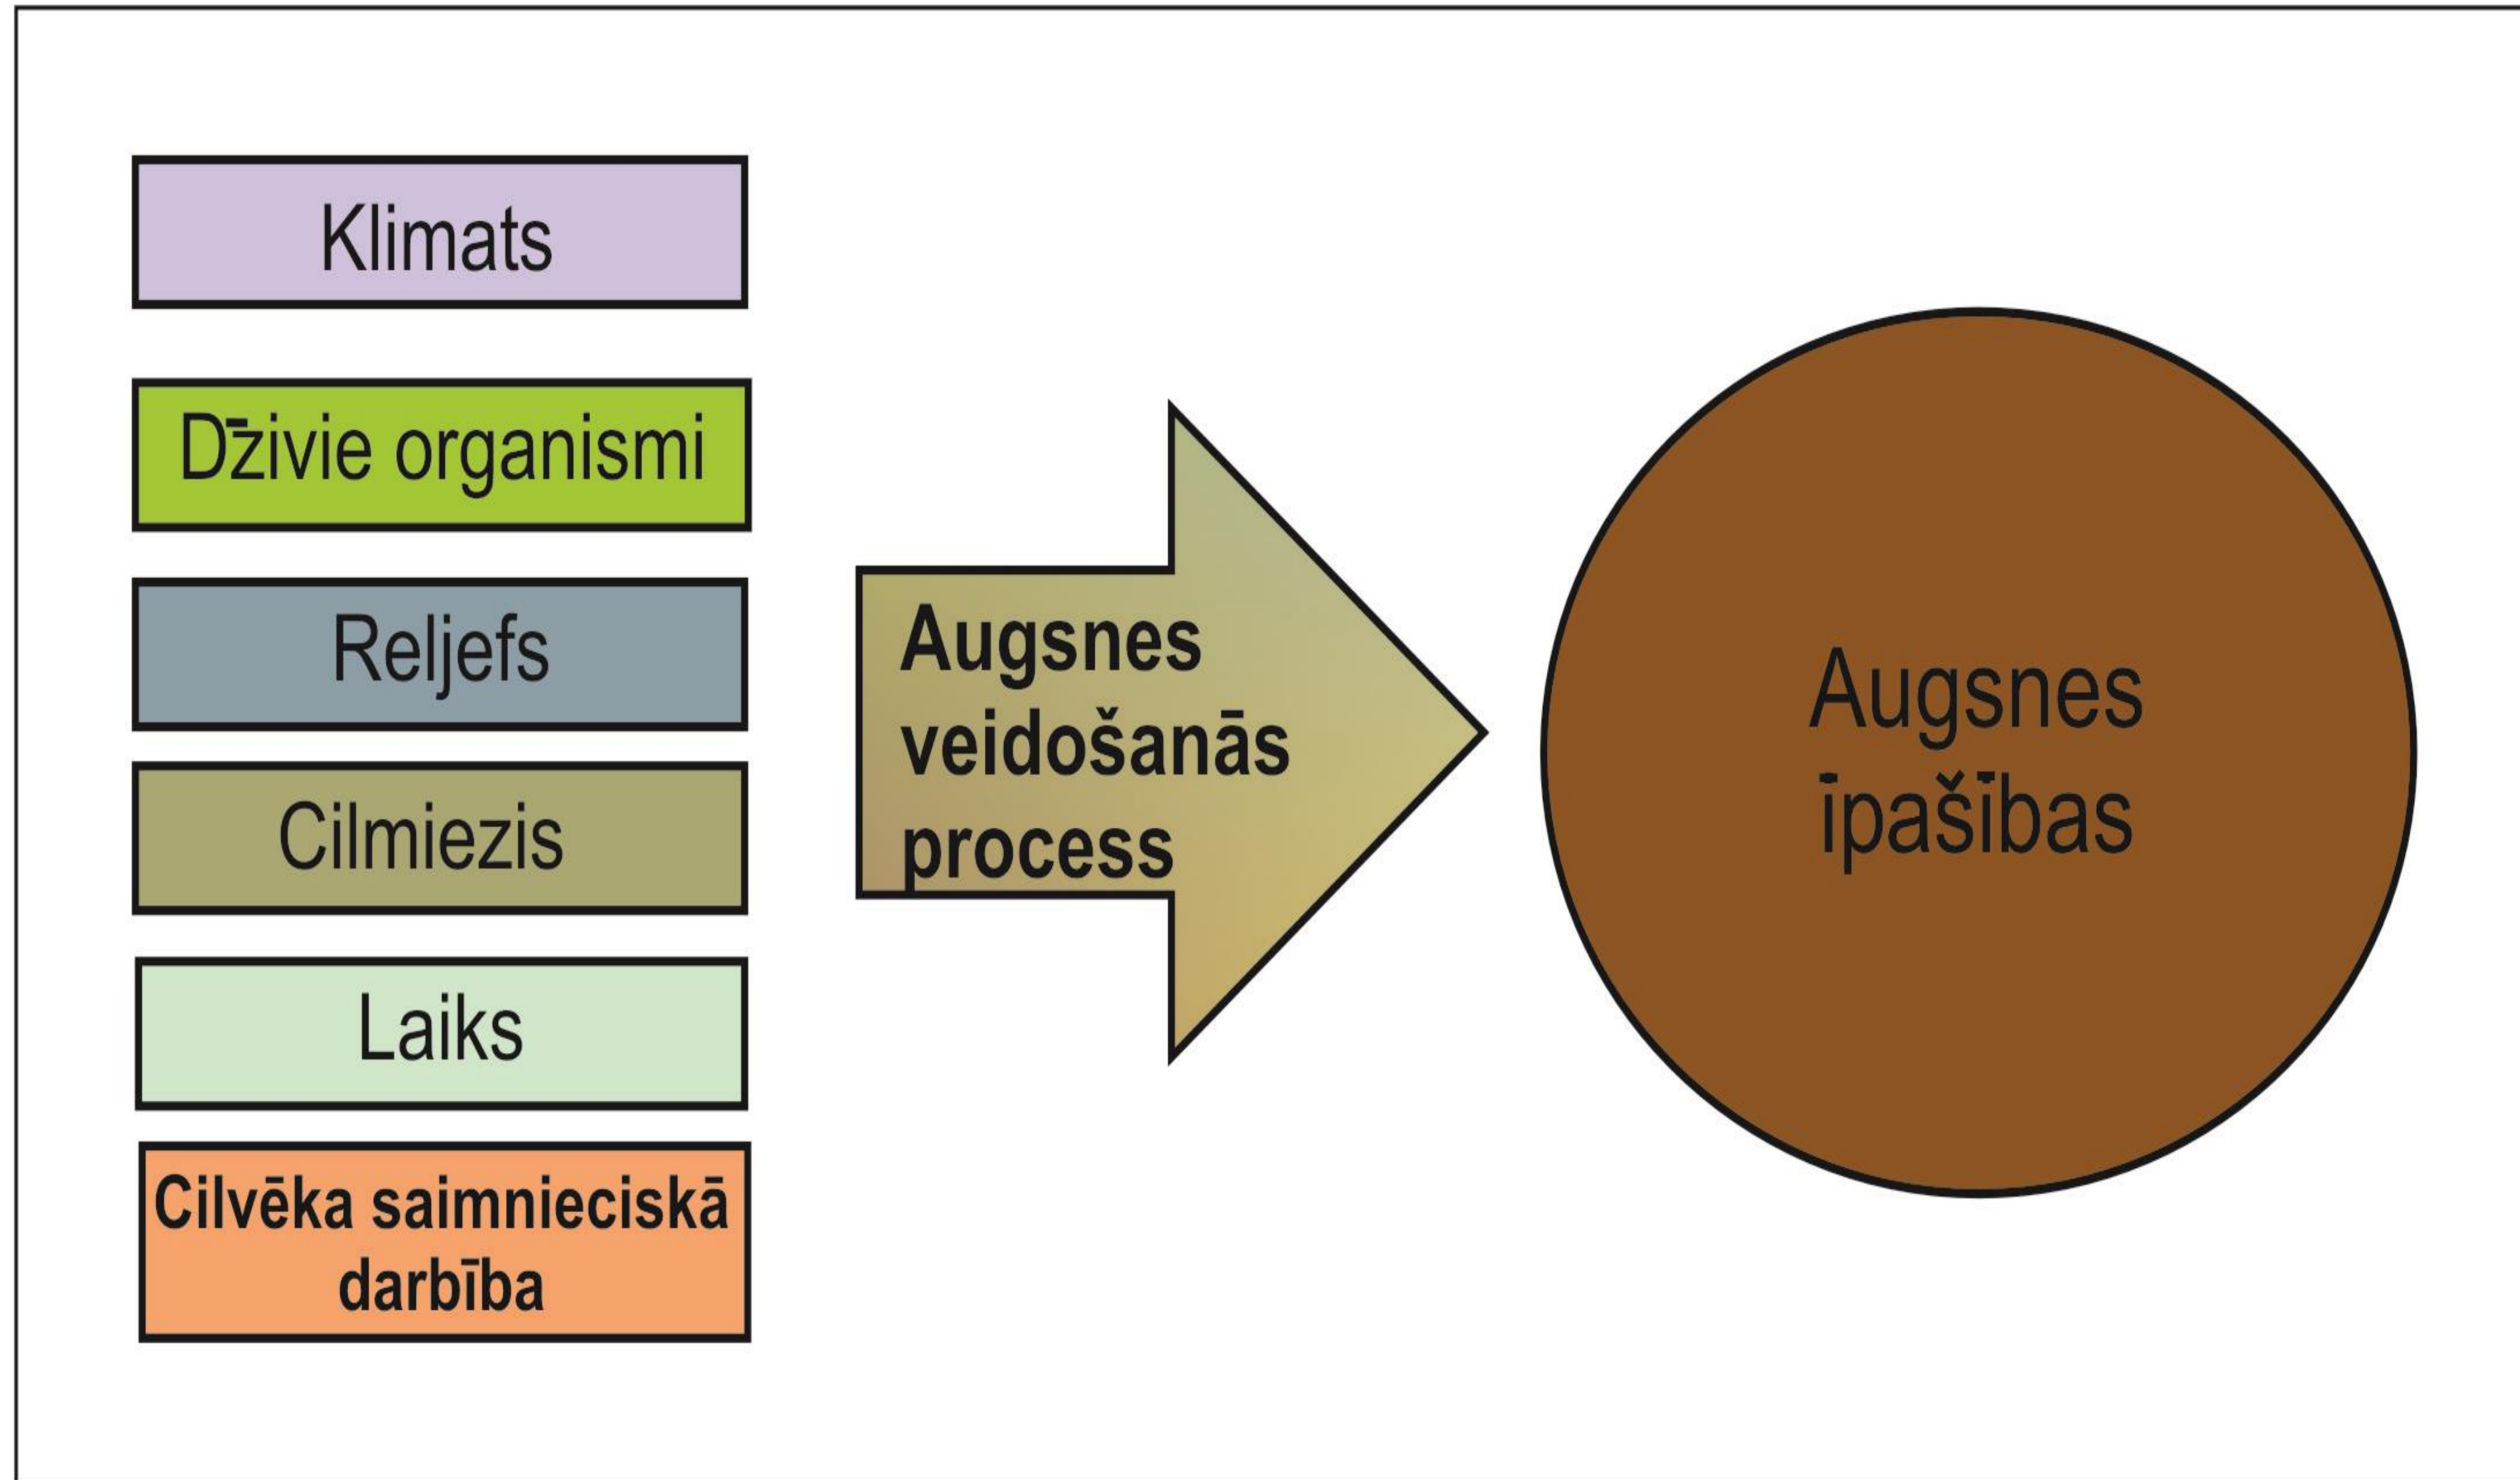 Klimats
Dzīvie organismi
Reljefs
Cilmiezis
Laiks
Cilvēka saimnieciskā
darbība
Augsnes
veidošanās
process
Augsnes
īpašības